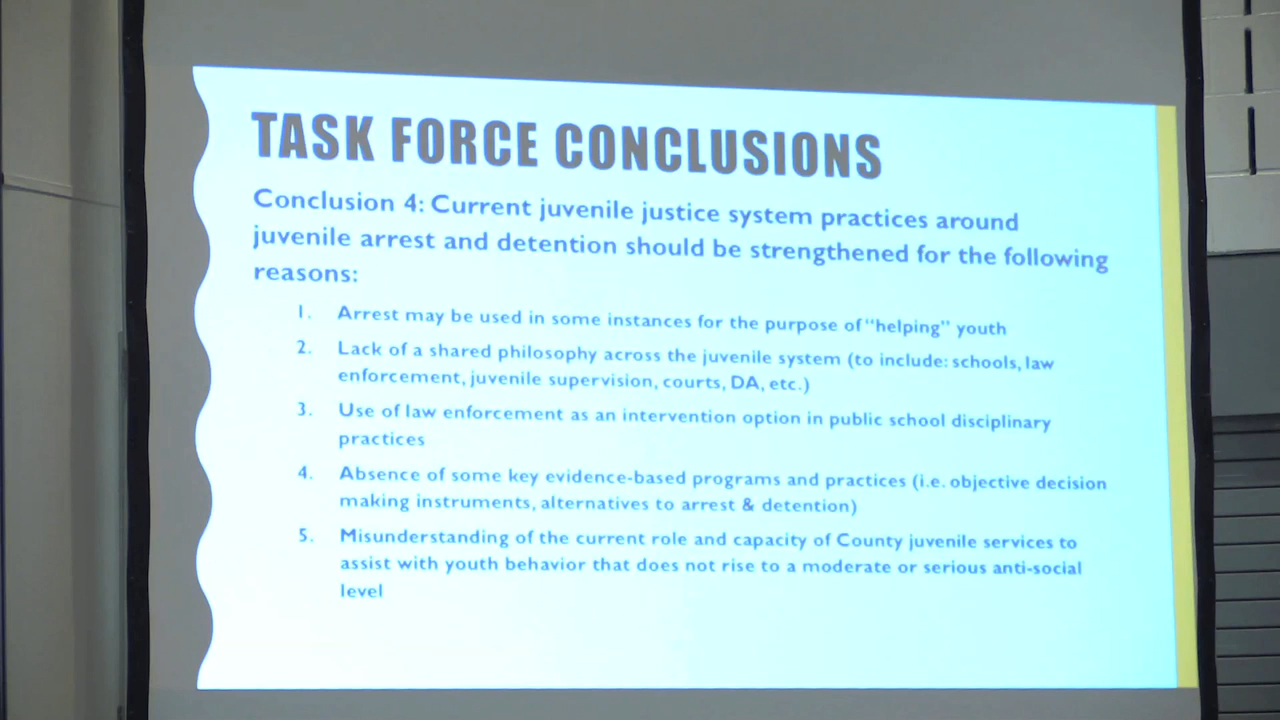 TASK FORCE CONCLUSIONS
Conclusion 4: Current juvenile justice system practices around
juvenile arrest and detention should be strengthened for the following
reasons:
1. Arrest may be used in some instances for the purpose of "helping" youth
2. Lack of a shared philosophy across the juvenile system (to include: schools, law
enforcement, juvenile supervision, courts, DA, etc.)
3. Use of law enforcement as an intervention option in public school disciplinary
practices
4. Absence of some key evidence-based programs and practices (i.e. objective decision
making instruments, alternatives to arrest & detention)
5. Misunderstanding of the current role and capacity of County juvenile services to
assist with youth behavior that does not rise to a moderate or serious anti-social
level